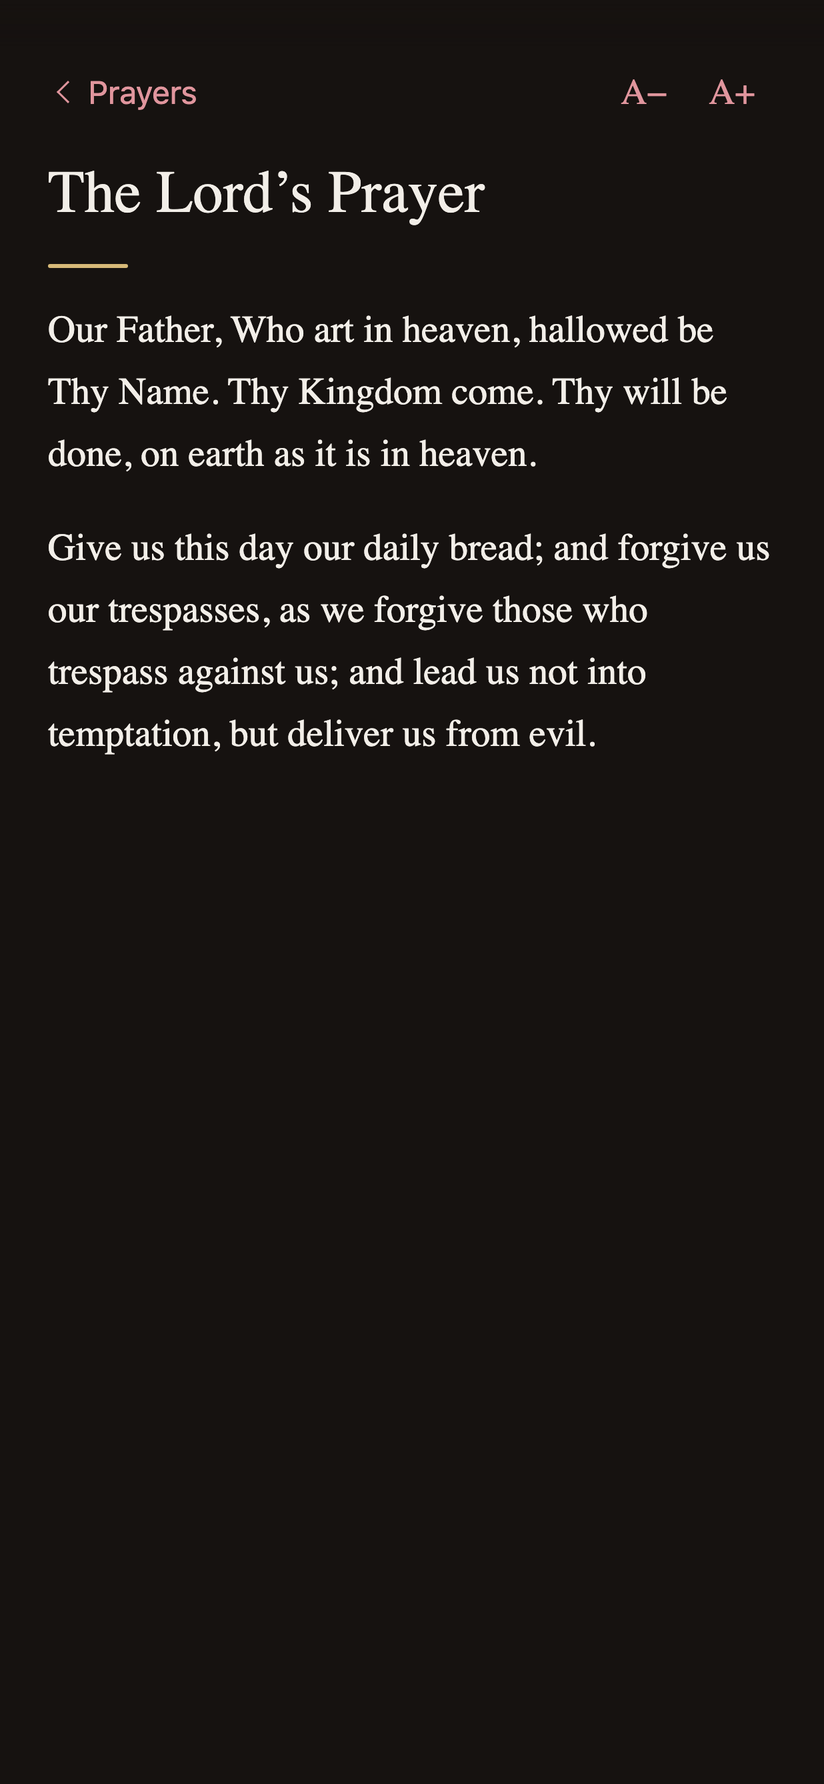 Prayers
A− A+
The Lord’s Prayer
Our Father, Who art in heaven, hallowed be
Thy Name. Thy Kingdom come. Thy will be
done, on earth as it is in heaven.
Give us this day our daily bread; and forgive us
our trespasses, as we forgive those who
trespass against us; and lead us not into
temptation, but deliver us from evil.